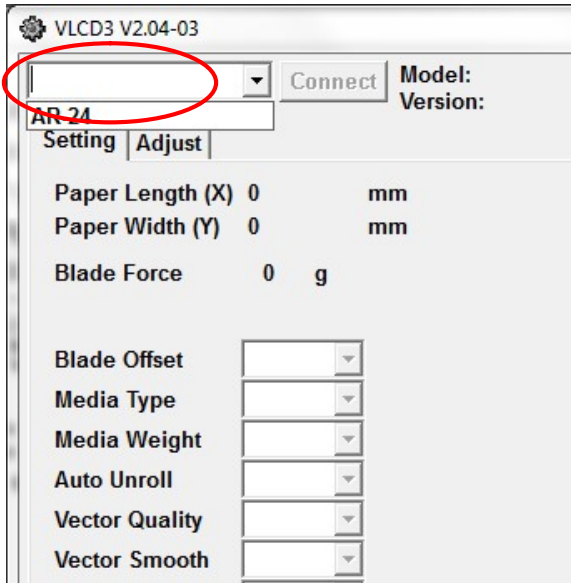 VLCD3 V2.04-03
Connect Model:
Version:
AR-24
Setting Adjust
Paper Length (X) 0 mm
Paper Width (Y) 0 mm
Blade Force 0 g
Blade Offset
Media Type
Media Weight
Auto Unroll
Vector Quality
Vector Smooth